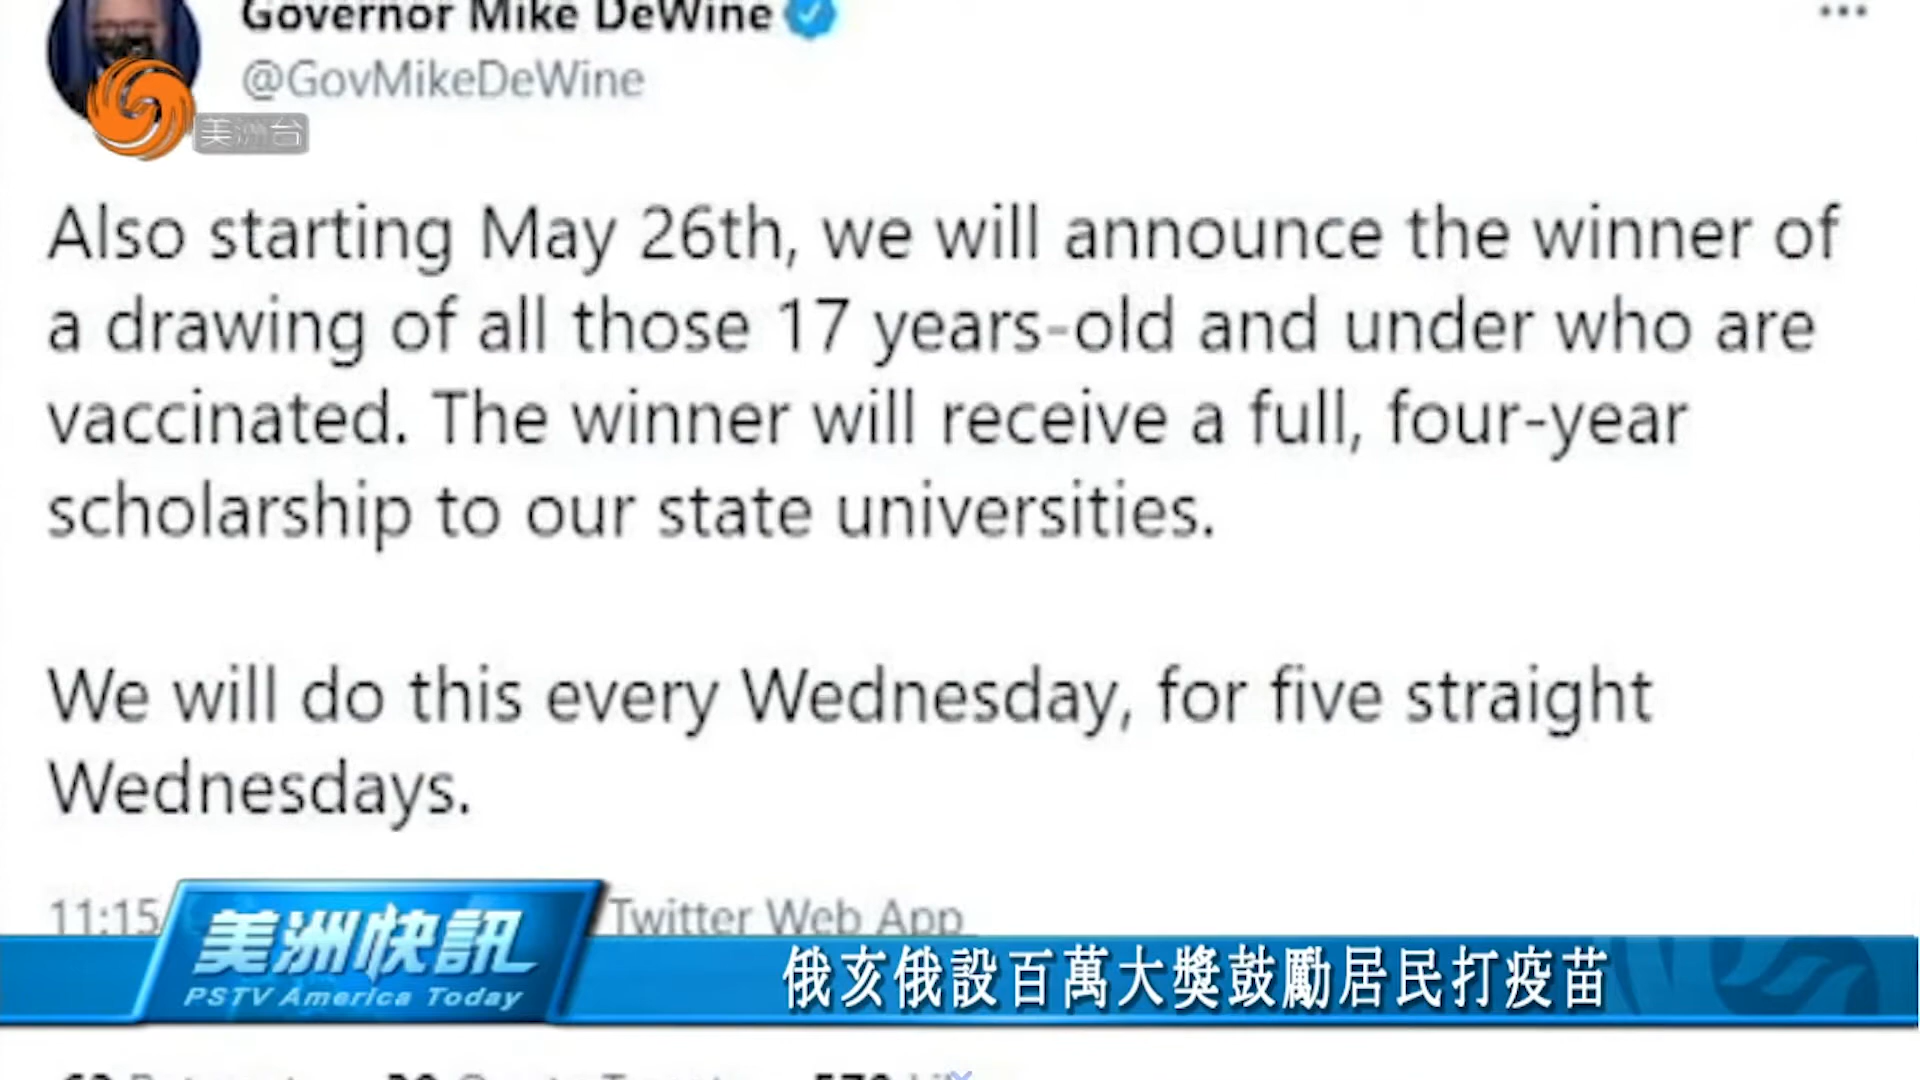 Governor Mike DeWine
@GovMikeDeWine
美洲台
Also starting May 26th, we will announce the winner of
a drawing of all those 17 years-old and under who are
vaccinated. The winner will receive a full, four-year
scholarship to our state universities.
We will do this every Wednesday, for five straight
Wednesdays.
11:15
Twitter Web App
美洲快訊
PSTV America Today
俄亥俄設百萬大獎鼓勵居民打疫苗